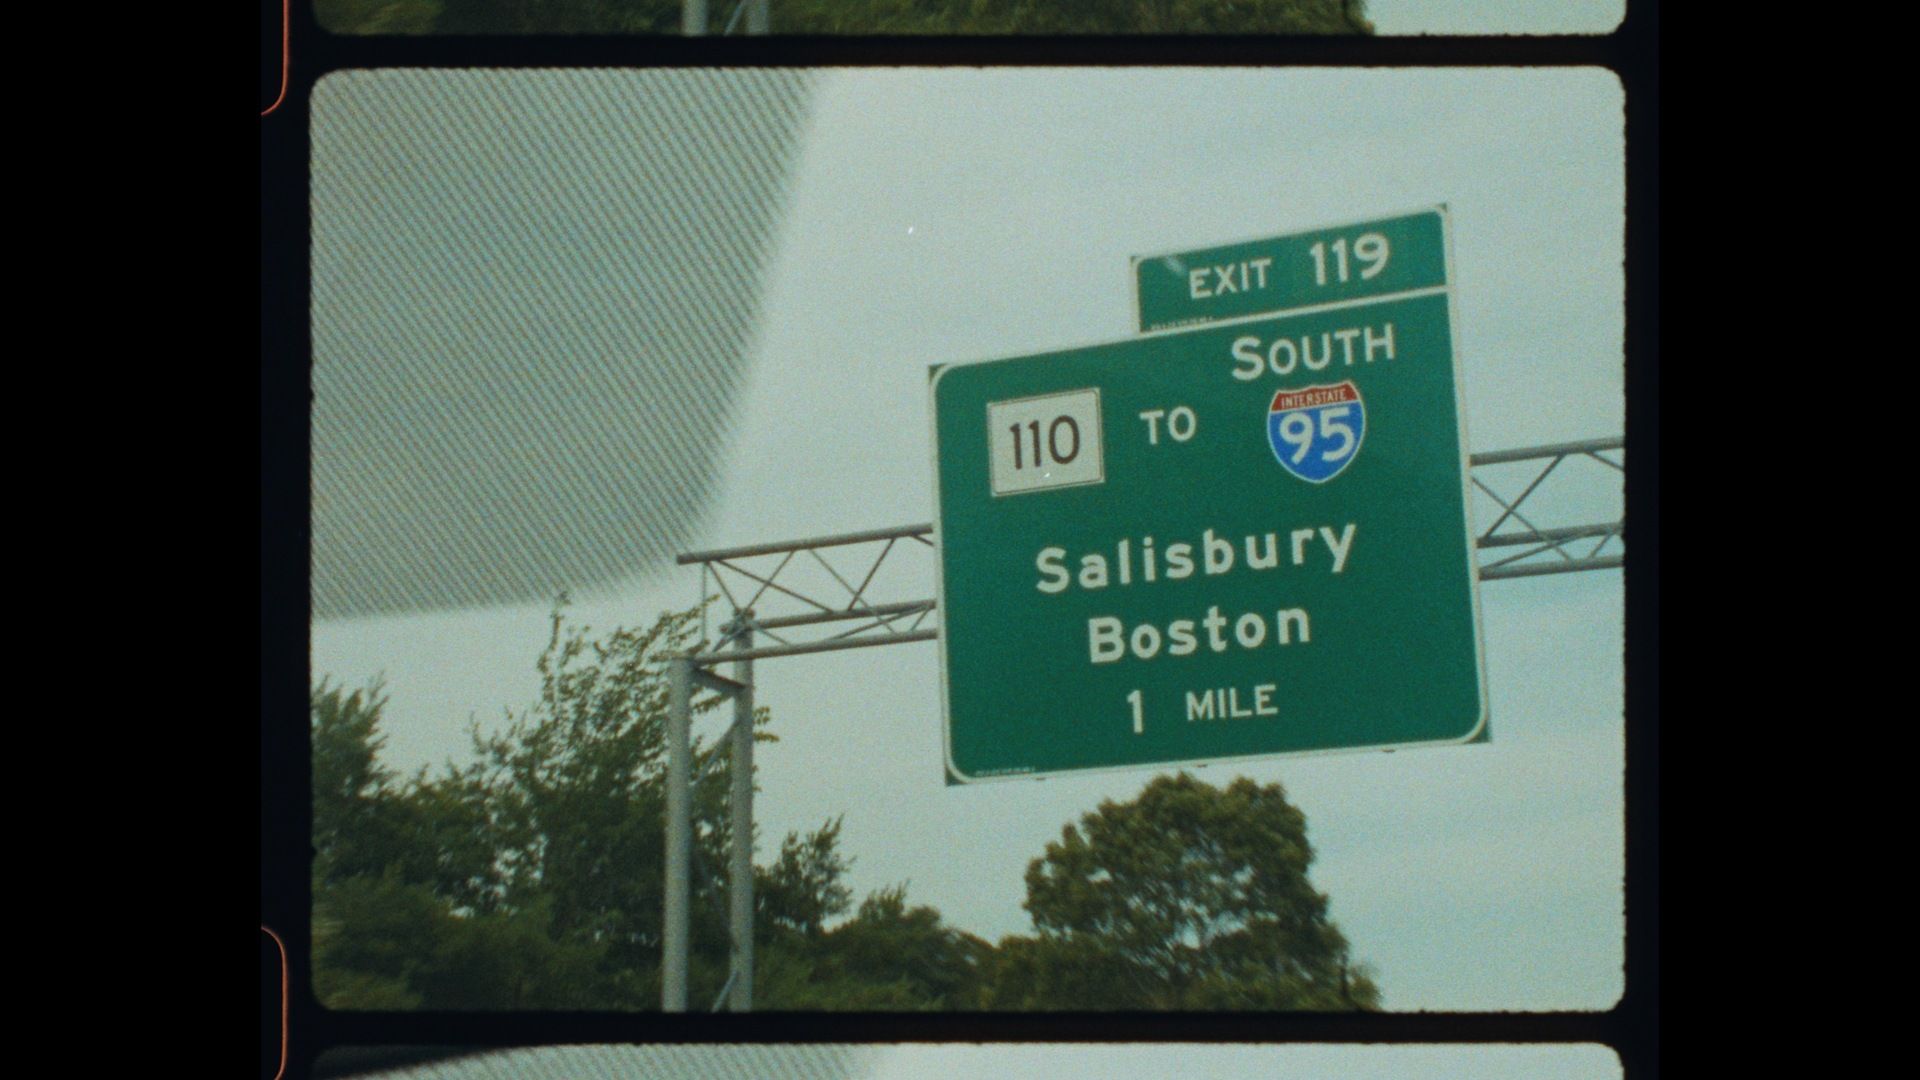 EXIT 119
SOUTH
110 TO INTERSTATE 95
Salisbury
Boston
1 MILE